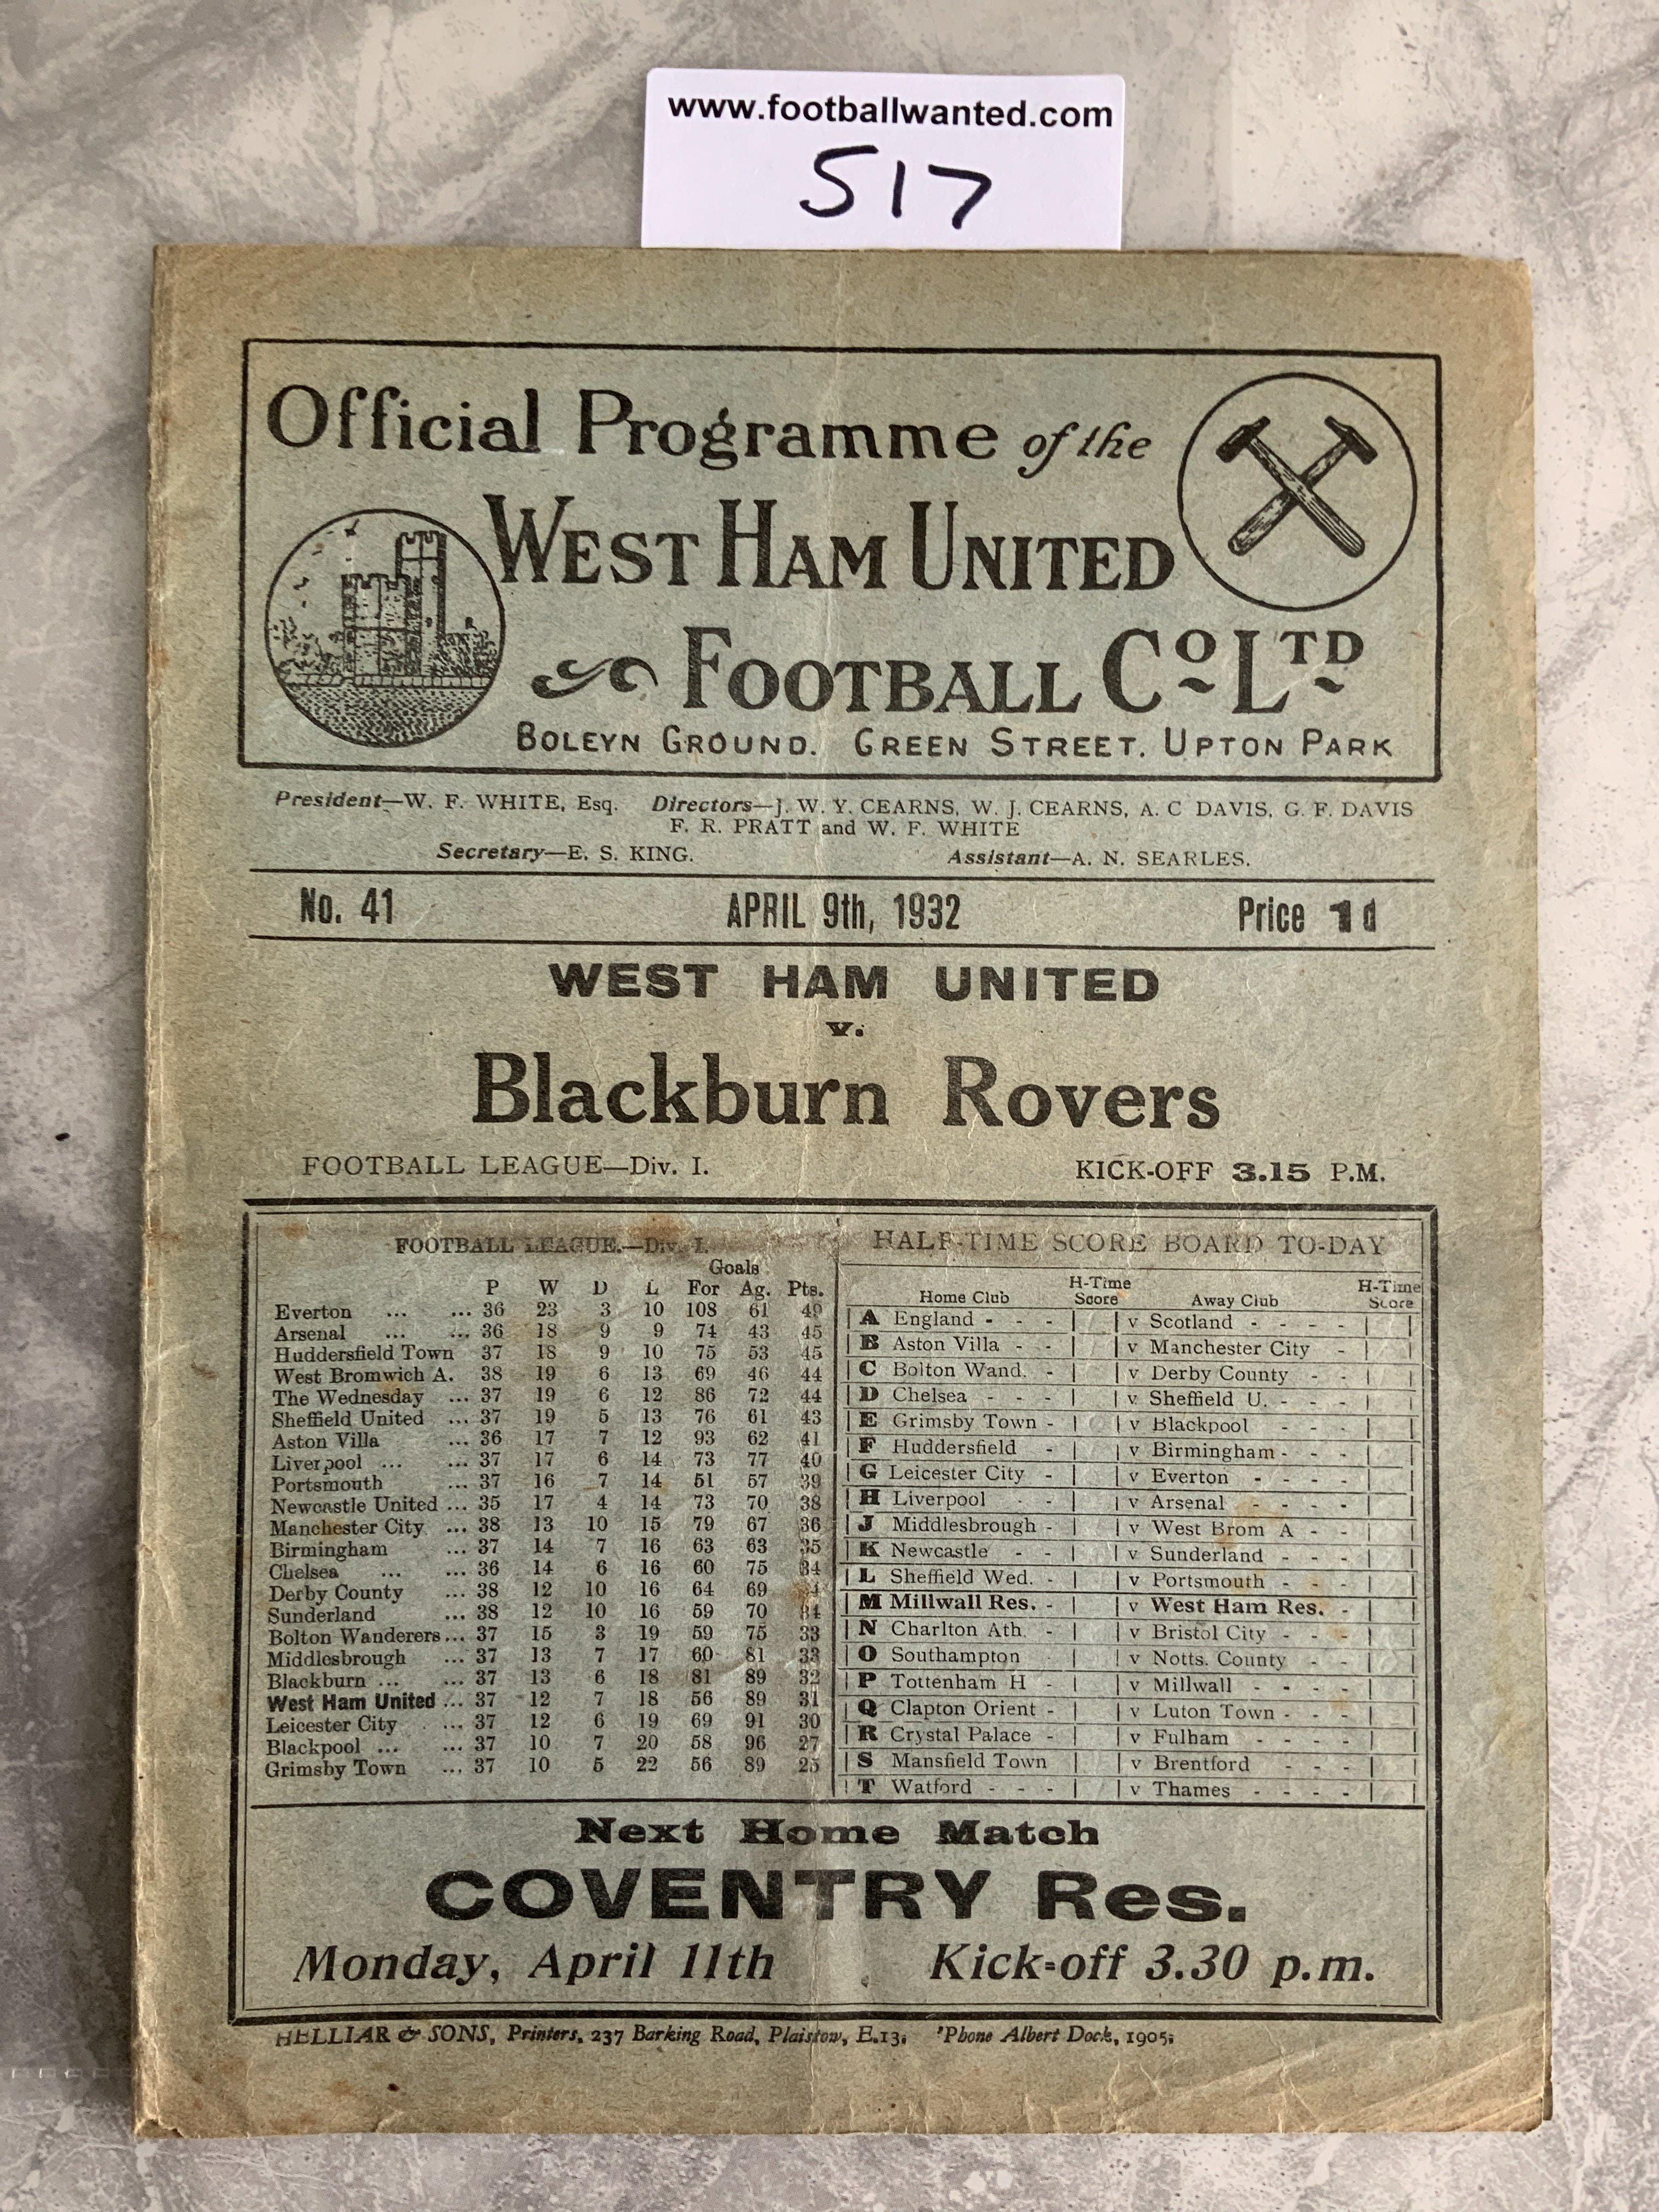 www.footballwanted.com
517
Official Programme of the
WEST HAM UNITED
FOOTBALL Co LTD
BOLEYN GROUND. GREEN STREET. UPTON PARK
President—W. F. WHITE, Esq. Directors—J. W. Y. CEARNS, W. J. CEARNS, A. C DAVIS, G. F. DAVIS
F. R. PRATT and W. F. WHITE
Secretary—E. S. KING. Assistant—A. N. SEARLES.
No. 41 APRIL 9th, 1932 Price 1d
WEST HAM UNITED
v.
Blackburn Rovers
FOOTBALL LEAGUE—Div. I. KICK-OFF 3.15 P.M.
FOOTBALL LEAGUE.—Div. I.
Goals
P W D L For Ag. Pts.
Everton ... ... 36 23 3 10 108 61 49
Arsenal ... ... 36 18 9 9 74 43 45
Huddersfield Town 37 18 9 10 75 53 45
West Bromwich A. 38 19 6 13 69 46 44
The Wednesday ... 37 19 6 12 86 72 44
Sheffield United ... 37 19 5 13 76 61 43
Aston Villa ... 36 17 7 12 93 62 41
Liverpool ... ... 37 17 6 14 73 77 40
Portsmouth ... 37 16 7 14 51 57 39
Newcastle United ... 35 17 4 14 73 70 38
Manchester City ... 38 13 10 15 79 67 36
Birmingham ... 37 14 7 16 63 63 35
Chelsea ... ... 36 14 6 16 60 75 34
Derby County ... 38 12 10 16 64 69
Sunderland ... 38 12 10 16 59 70 34
Bolton Wanderers... 37 15 3 19 59 75 33
Middlesbrough ... 37 13 7 17 60 81 33
Blackburn ... ... 37 13 6 18 81 89 32
West Ham United ... 37 12 7 18 56 89 31
Leicester City ... 37 12 6 19 69 91 30
Blackpool ... ... 37 10 7 20 58 96 27
Grimsby Town ... 37 10 5 22 56 89 25
HALF-TIME SCORE BOARD TO-DAY
Home Club H-Time Score Away Club H-Time Score
A England - - - v Scotland - - - -
B Aston Villa - - v Manchester City -
C Bolton Wand. - v Derby County - -
D Chelsea - - - v Sheffield U. - - -
E Grimsby Town - v Blackpool - - -
F Huddersfield - v Birmingham - - -
G Leicester City - v Everton - - - -
H Liverpool - - v Arsenal - - - -
J Middlesbrough - v West Brom A - -
K Newcastle - - v Sunderland - - -
L Sheffield Wed. - v Portsmouth - - -
M Millwall Res. - v West Ham Res. -
N Charlton Ath. - v Bristol City - - -
O Southampton v Notts. County - -
P Tottenham H - v Millwall - - - -
Q Clapton Orient - v Luton Town - - -
R Crystal Palace - v Fulham - - - -
S Mansfield Town v Brentford - - -
T Watford - - - v Thames - - - -
Next Home Match
COVENTRY Res.
Monday, April 11th Kick-off 3.30 p.m.
HELLIAR & SONS, Printers, 237 Barking Road, Plaistow, E.13. 'Phone Albert Dock, 1905.